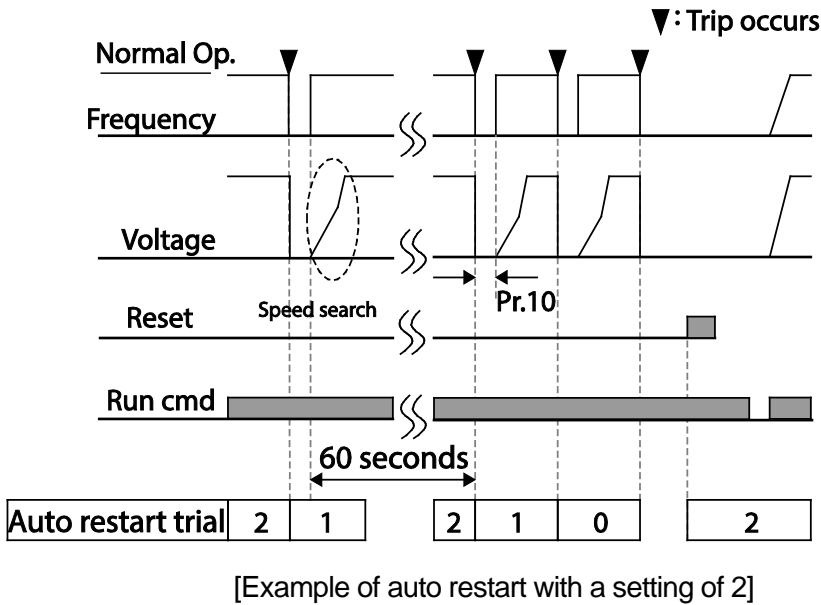 ▼: Trip occurs
Normal Op.
Frequency
Voltage
Pr.10
Reset
Speed search
Run cmd
60 seconds
Auto restart trial 2 1 2 1 0 2
[Example of auto restart with a setting of 2]